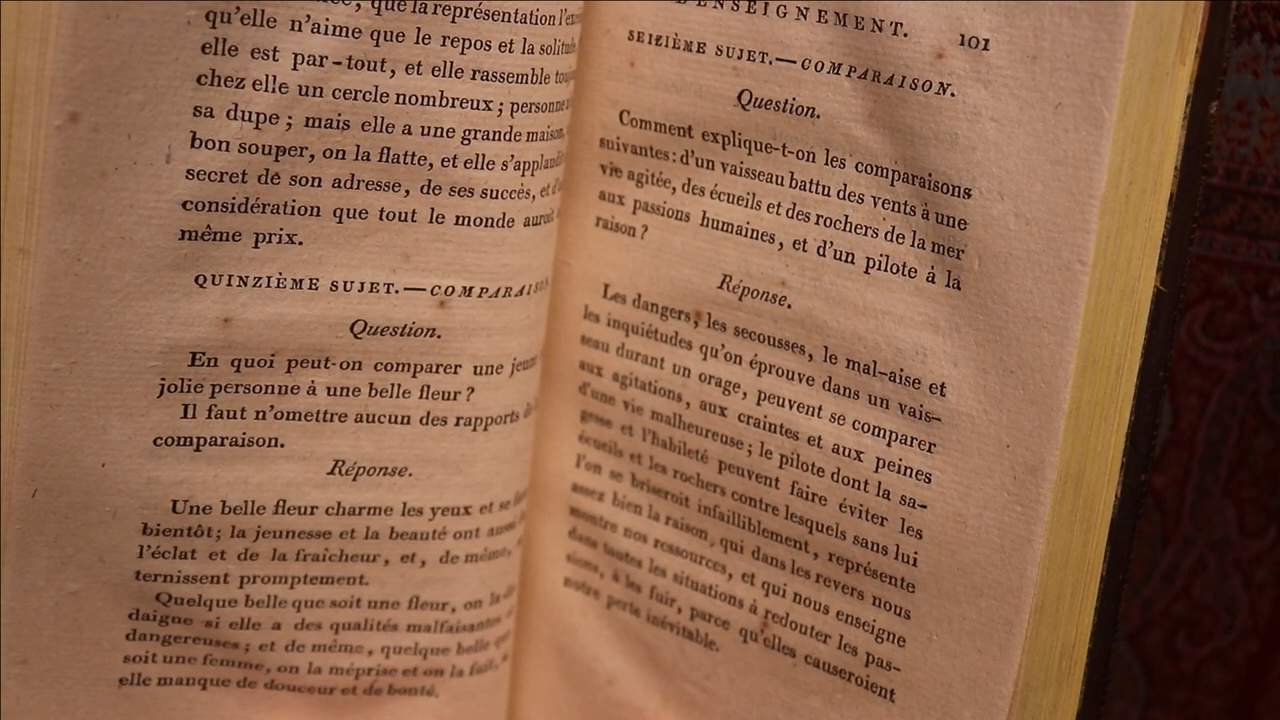 que la représentation
qu'elle n'aime que le repos et la
elle est par-tout, et elle rassemble
chez elle un cercle nombreux ; personne
sa dupe ; mais elle a une grande maison,
bon souper, on la flatte, et elle
secret de son adresse, de ses succès, et
considération que tout le monde
même prix.
QUINZIÈME SUJET.—COMPARAISON
Question.
En quoi peut-on comparer une
jolie personne à une belle fleur ?
Il faut n'omettre aucun des rapports
comparaison.
Réponse.
Une belle fleur charme les yeux et se
bientôt; la jeunesse et la beauté ont
l'éclat et de la fraîcheur, et, de même,
ternissent promptement.
Quelque belle que soit une fleur, on la
daigne si elle a des qualités malfaisantes
dangereuses ; et de même, quelque belle
soit une femme, on la méprise et on la fuit,
elle manque de douceur et de bonté.
ENSEIGNEMENT. 101
SEIZIÈME SUJET.—COMPARAISON.
Question.
Comment explique-t-on les comparaisons
suivantes: d'un vaisseau battu des vents à une
vie agitée, des écueils et des rochers de la mer
aux passions humaines, et d'un pilote à la
raison ?
Réponse.
Les dangers, les secousses, le mal-aise et
les inquiétudes qu'on éprouve dans un vais-
seau durant un orage, peuvent se comparer
aux agitations, aux craintes et aux peines
d'une vie malheureuse ; le pilote dont la sa-
gesse et l'habileté peuvent faire éviter les
écueils et les rochers contre lesquels sans lui
l'on se briseroit infailliblement, représente
assez bien la raison, qui dans les revers nous
montre nos ressources, et qui nous enseigne
dans toutes les situations à redouter les pas-
sions, à les fuir, parce qu'elles causeroient
notre perte inévitable.